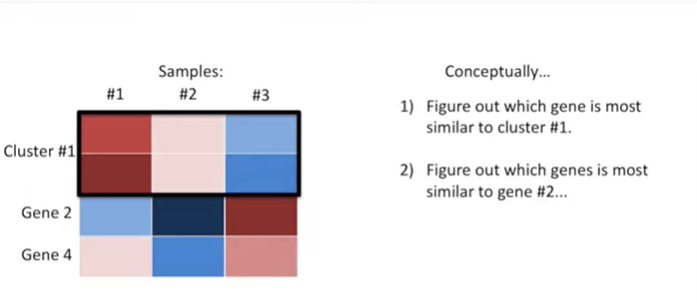 Samples:
#1 #2 #3
Cluster #1
Gene 2
Gene 4
Conceptually...
1) Figure out which gene is most
similar to cluster #1.
2) Figure out which genes is most
similar to gene #2...